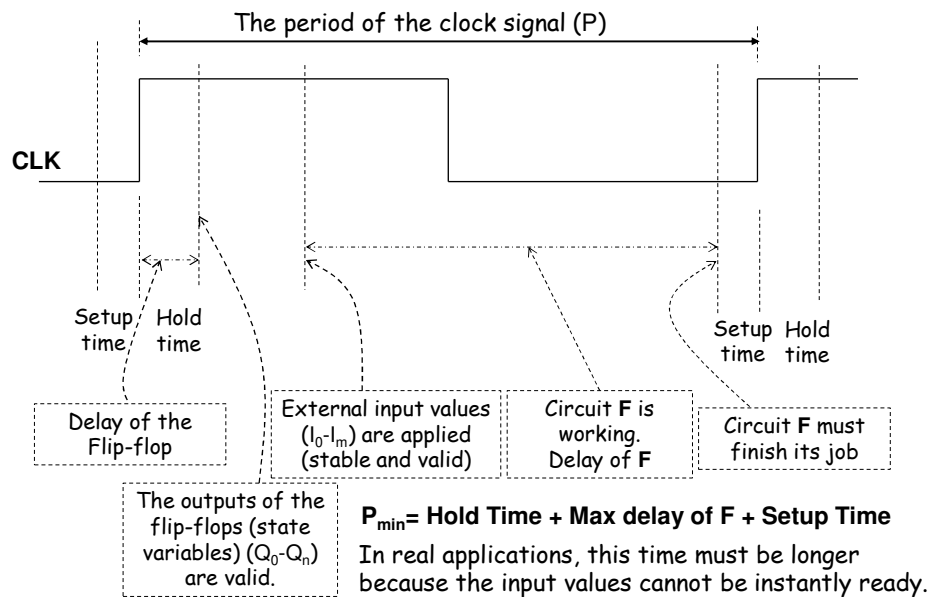 The period of the clock signal (P)
CLK
Setup
time
Hold
time
Setup
time
Hold
time
Delay of the
Flip-flop
External input values
(I₀-Iₘ) are applied
(stable and valid)
Circuit F is
working.
Delay of F
Circuit F must
finish its job
The outputs of the
flip-flops (state
variables) (Q₀-Qₙ)
are valid.
Pₘᵢₙ= Hold Time + Max delay of F + Setup Time
In real applications, this time must be longer
because the input values cannot be instantly ready.